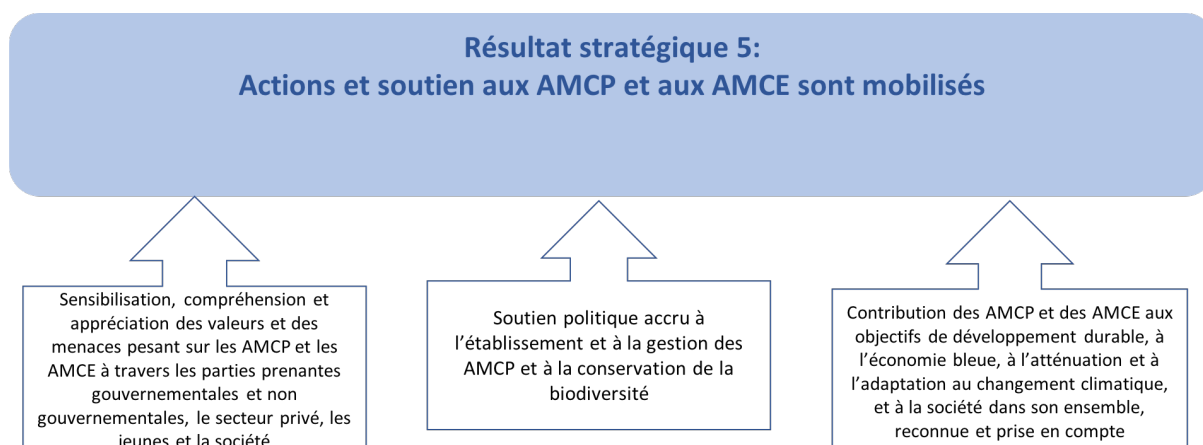 Résultat stratégique 5:
Actions et soutien aux AMCP et aux AMCE sont mobilisés
Sensibilisation, compréhension et
appréciation des valeurs et des
menaces pesant sur les AMCP et les
AMCE à travers les parties prenantes
gouvernementales et non
gouvernementales, le secteur privé, les
jeunes et la société
Soutien politique accru à
l’établissement et à la gestion des
AMCP et à la conservation de la
biodiversité
Contribution des AMCP et des AMCE aux
objectifs de développement durable, à
l’économie bleue, à l’atténuation et à
l’adaptation au changement climatique,
et à la société dans son ensemble,
reconnue et prise en compte